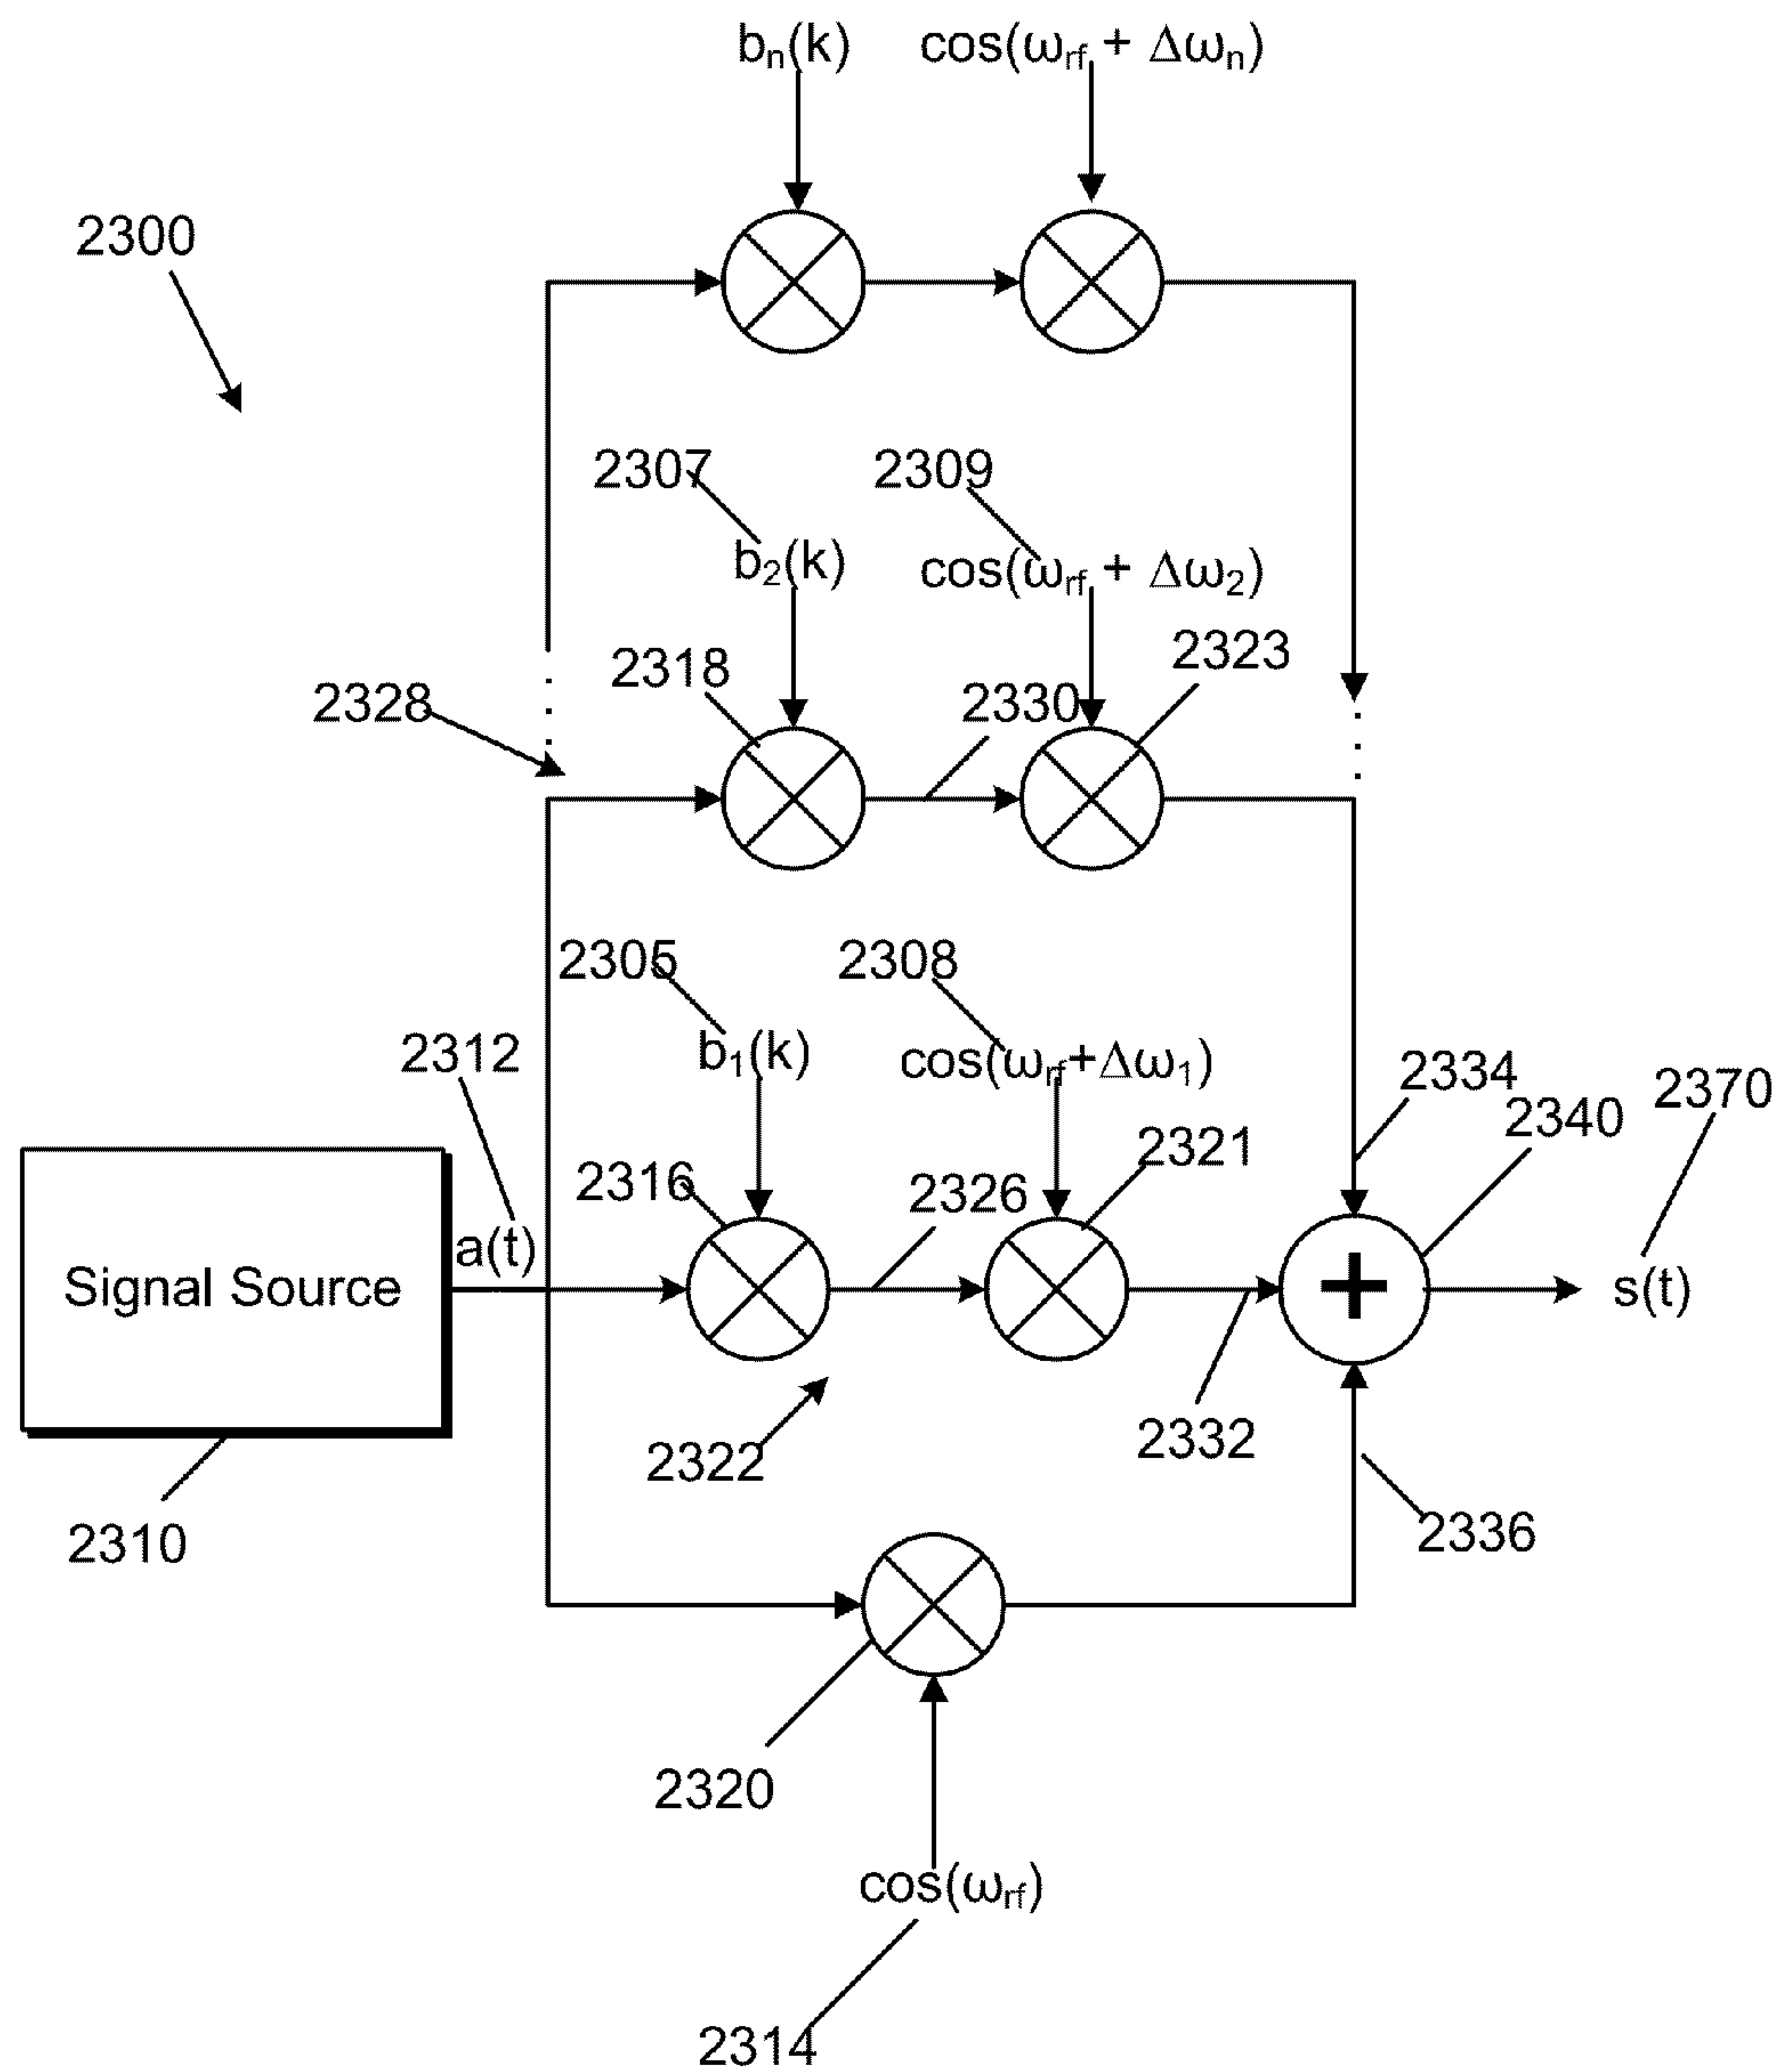 bₙ(k) cos(ωrf + Δωₙ)
2300
2307 2309
b₂(k) cos(ωrf + Δω₂)
2318 2323
2328 2330
2305 2308
2312 b₁(k) cos(ωrf+Δω₁)
2334
2370
2340
2316 2326 2321
a(t)
Signal Source
+
s(t)
2322 2332
2310 2336
2320
cos(ωrf)
2314